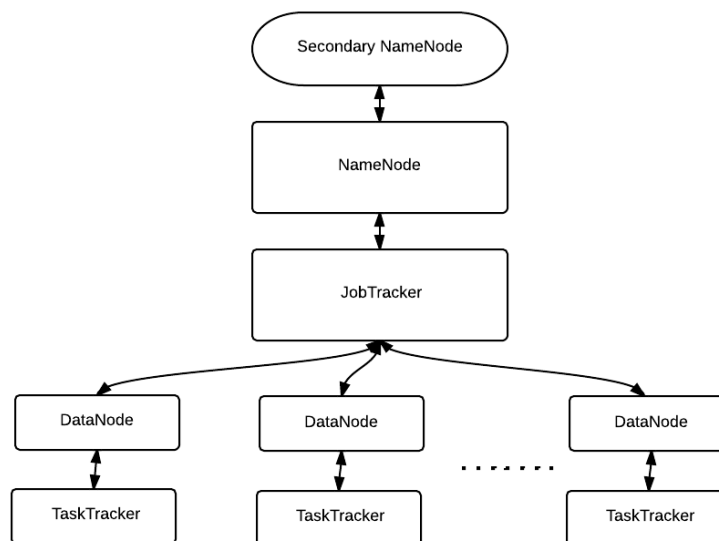 Secondary NameNode
NameNode
JobTracker
DataNode
DataNode
DataNode
TaskTracker
TaskTracker
TaskTracker